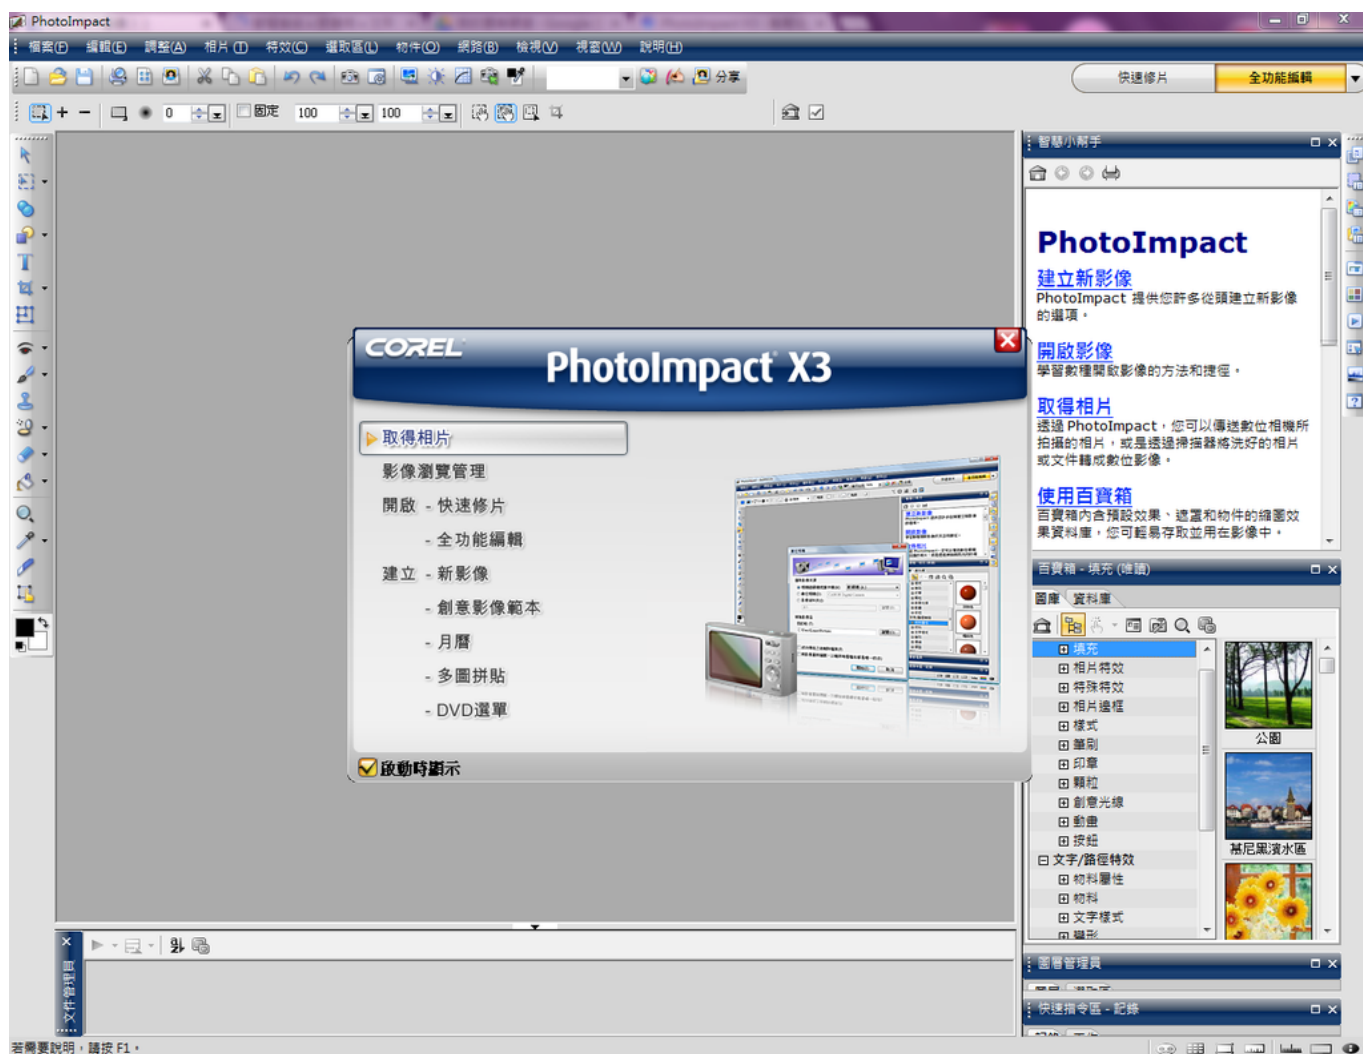 PhotoImpact
檔案(F) 編輯(E) 調整(A) 相片(I) 特效(C) 選取區(L) 物件(O) 網路(B) 檢視(V) 視窗(W) 說明(H)
分享 快速修片 全功能編輯
0 固定 100 100
智慧小幫手
PhotoImpact
建立新影像
PhotoImpact 提供您許多從頭建立新影像
的選項。
開啟影像
學習數種開啟影像的方法和捷徑。
取得相片
透過 PhotoImpact,您可以傳送數位相機所
拍攝的相片,或是透過掃描器將洗好的相片
或文件轉成數位影像。
使用百寶箱
百寶箱內含預設效果、遮罩和物件的縮圖效
果資料庫,您可輕易存取並用在影像中。
COREL
PhotoImpact X3
取得相片
影像瀏覽管理
開啟 - 快速修片
- 全功能編輯
建立 - 新影像
- 創意影像範本
- 月曆
- 多圖拼貼
- DVD選單
啟動時顯示
百寶箱 - 填充 (唯讀)
圖庫 資料庫
填充
相片特效
特殊特效
相片邊框
樣式
筆刷
印章
顆粒
創意光線
動畫
按鈕
文字/路徑特效
物料屬性
物料
文字樣式
變形
公園
基尼黑濱水區
文件管理員
圖層管理員
圖層 選取區
快速指令區 - 記錄
記錄 工作
若需要說明,請按 F1。